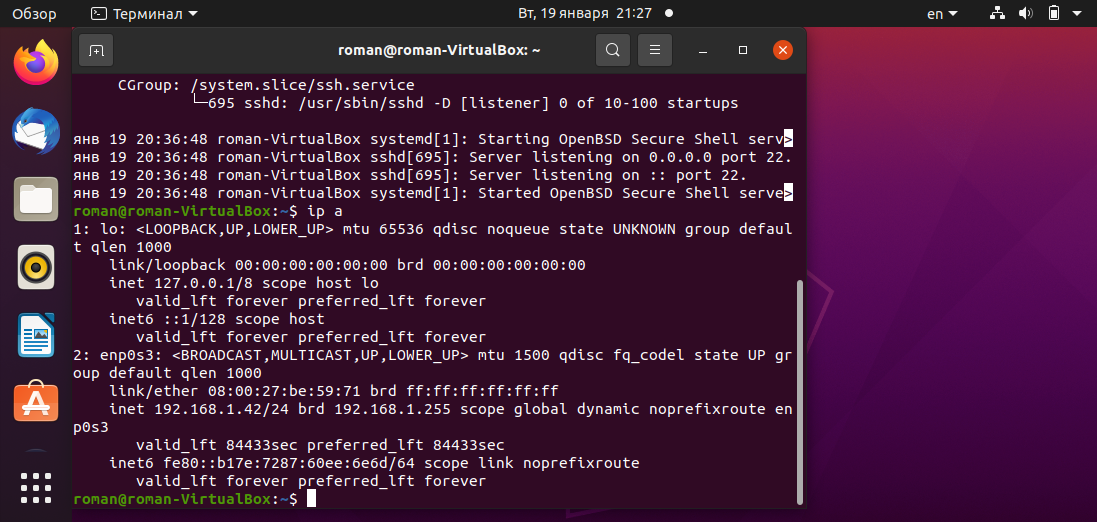 Обзор
Терминал
Вт, 19 января 21:27
en
roman@roman-VirtualBox: ~
CGroup: /system.slice/ssh.service
└─695 sshd: /usr/sbin/sshd -D [listener] 0 of 10-100 startups
янв 19 20:36:48 roman-VirtualBox systemd[1]: Starting OpenBSD Secure Shell serv>
янв 19 20:36:48 roman-VirtualBox sshd[695]: Server listening on 0.0.0.0 port 22.
янв 19 20:36:48 roman-VirtualBox sshd[695]: Server listening on :: port 22.
янв 19 20:36:48 roman-VirtualBox systemd[1]: Started OpenBSD Secure Shell serve>
roman@roman-VirtualBox:~$ ip a
1: lo: <LOOPBACK,UP,LOWER_UP> mtu 65536 qdisc noqueue state UNKNOWN group defaul
t qlen 1000
link/loopback 00:00:00:00:00:00 brd 00:00:00:00:00:00
inet 127.0.0.1/8 scope host lo
valid_lft forever preferred_lft forever
inet6 ::1/128 scope host
valid_lft forever preferred_lft forever
2: enp0s3: <BROADCAST,MULTICAST,UP,LOWER_UP> mtu 1500 qdisc fq_codel state UP gr
oup default qlen 1000
link/ether 08:00:27:be:59:71 brd ff:ff:ff:ff:ff:ff
inet 192.168.1.42/24 brd 192.168.1.255 scope global dynamic noprefixroute en
p0s3
valid_lft 84433sec preferred_lft 84433sec
inet6 fe80::b17e:7287:60ee:6e6d/64 scope link noprefixroute
valid_lft forever preferred_lft forever
roman@roman-VirtualBox:~$